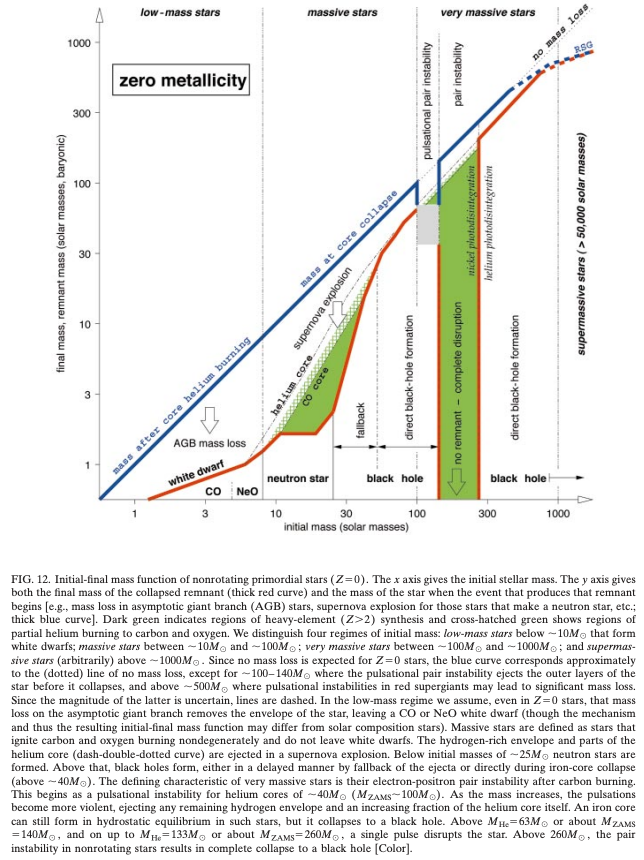 low-mass stars
massive stars
very massive stars
zero metallicity
final mass, remnant mass (solar masses, baryonic)
1000
300
100
30
10
3
1
mass after core helium burning
mass at core collapse
no mass loss
RSG
pulsational pair instability
pair instability
supermassive stars ( > 50,000 solar masses)
nickel photodisintegration
helium photodisintegration
supernova explosion
helium core
CO core
AGB mass loss
white dwarf
CO
NeO
neutron star
fallback
direct black-hole formation
black hole
no remnant – complete disruption
direct black-hole formation
black hole
1
3
10
30
100
300
1000
initial mass (solar masses)
FIG. 12. Initial-final mass function of nonrotating primordial stars (Z=0). The x axis gives the initial stellar mass. The y axis gives
both the final mass of the collapsed remnant (thick red curve) and the mass of the star when the event that produces that remnant
begins [e.g., mass loss in asymptotic giant branch (AGB) stars, supernova explosion for those stars that make a neutron star, etc.;
thick blue curve]. Dark green indicates regions of heavy-element (Z>2) synthesis and cross-hatched green shows regions of
partial helium burning to carbon and oxygen. We distinguish four regimes of initial mass: low-mass stars below ~10M⊙ that form
white dwarfs; massive stars between ~10M⊙ and ~100M⊙; very massive stars between ~100M⊙ and ~1000M⊙; and supermas-
sive stars (arbitrarily) above ~1000M⊙. Since no mass loss is expected for Z=0 stars, the blue curve corresponds approximately
to the (dotted) line of no mass loss, except for ~100–140M⊙ where the pulsational pair instability ejects the outer layers of the
star before it collapses, and above ~500M⊙ where pulsational instabilities in red supergiants may lead to significant mass loss.
Since the magnitude of the latter is uncertain, lines are dashed. In the low-mass regime we assume, even in Z=0 stars, that mass
loss on the asymptotic giant branch removes the envelope of the star, leaving a CO or NeO white dwarf (though the mechanism
and thus the resulting initial-final mass function may differ from solar composition stars). Massive stars are defined as stars that
ignite carbon and oxygen burning nondegenerately and do not leave white dwarfs. The hydrogen-rich envelope and parts of the
helium core (dash-double-dotted curve) are ejected in a supernova explosion. Below initial masses of ~25M⊙ neutron stars are
formed. Above that, black holes form, either in a delayed manner by fallback of the ejecta or directly during iron-core collapse
(above ~40M⊙). The defining characteristic of very massive stars is their electron-positron pair instability after carbon burning.
This begins as a pulsational instability for helium cores of ~40M⊙ (MZAMS~100M⊙). As the mass increases, the pulsations
become more violent, ejecting any remaining hydrogen envelope and an increasing fraction of the helium core itself. An iron core
can still form in hydrostatic equilibrium in such stars, but it collapses to a black hole. Above MHe=63M⊙ or about MZAMS
=140M⊙, and on up to MHe=133M⊙ or about MZAMS=260M⊙, a single pulse disrupts the star. Above 260M⊙, the pair
instability in nonrotating stars results in complete collapse to a black hole [Color].